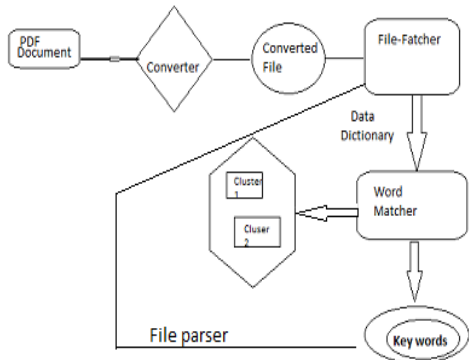 PDF
Document
Converter
Converted
File
File-Fatcher
Data
Dictionary
Cluster
1
Cluser
2
Word
Matcher
File parser
Key words